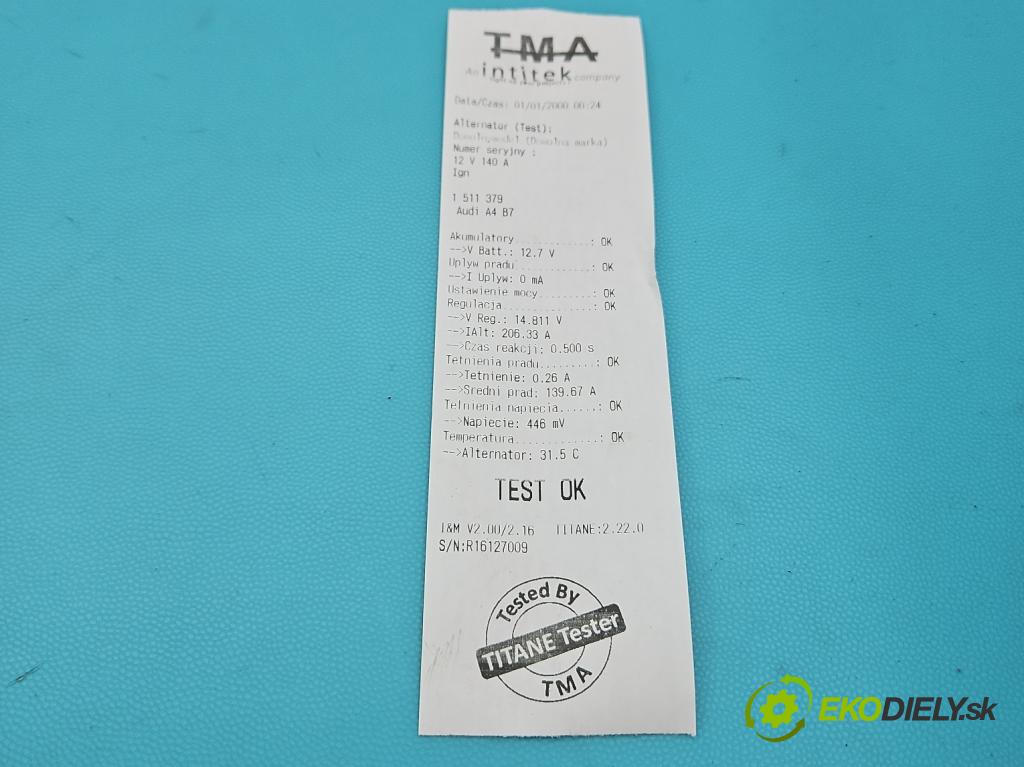 TMA
An intitek company
Data/Czas: 01/01/2000 00:24
Alternator (Test):
(Dowolna marka)
Numer seryjny :
12 V 140 A
Ign
1 511 379
Audi A4 B7
Akumulatory............: OK
-->V Batt.: 12.7 V
Uplyw pradu............: OK
-->I Uplyw: 0 mA
Ustawienie mocy........: OK
Regulacja..............: OK
-->V Reg.: 14.811 V
-->IAlt: 206.33 A
-->Czas reakcji: 0.500 s
Tetnienia pradu.........: OK
-->Tetnienie: 0.26 A
-->Sredni prad: 139.67 A
Tetnienia napiecia......: OK
-->Napiecie: 446 mV
Temperatura.............: OK
-->Alternator: 31.5 C
TEST OK
I&M V2.00/2.16 TITANE:2.22.0
S/N:R16127009
Tested By
TITANE Tester
TMA
EKODIELY.sk